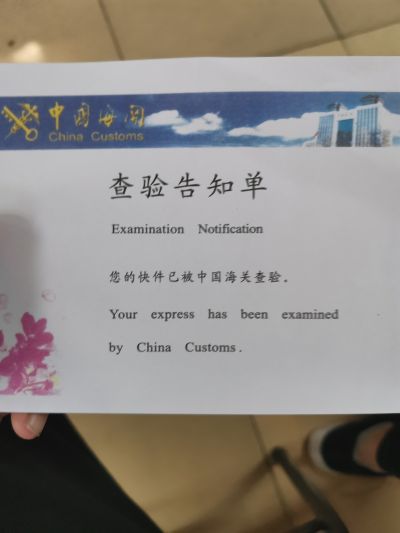 中国海关
China Customs
查验告知单
Examination Notification
您的快件已被中国海关查验。
Your express has been examined
by China Customs.